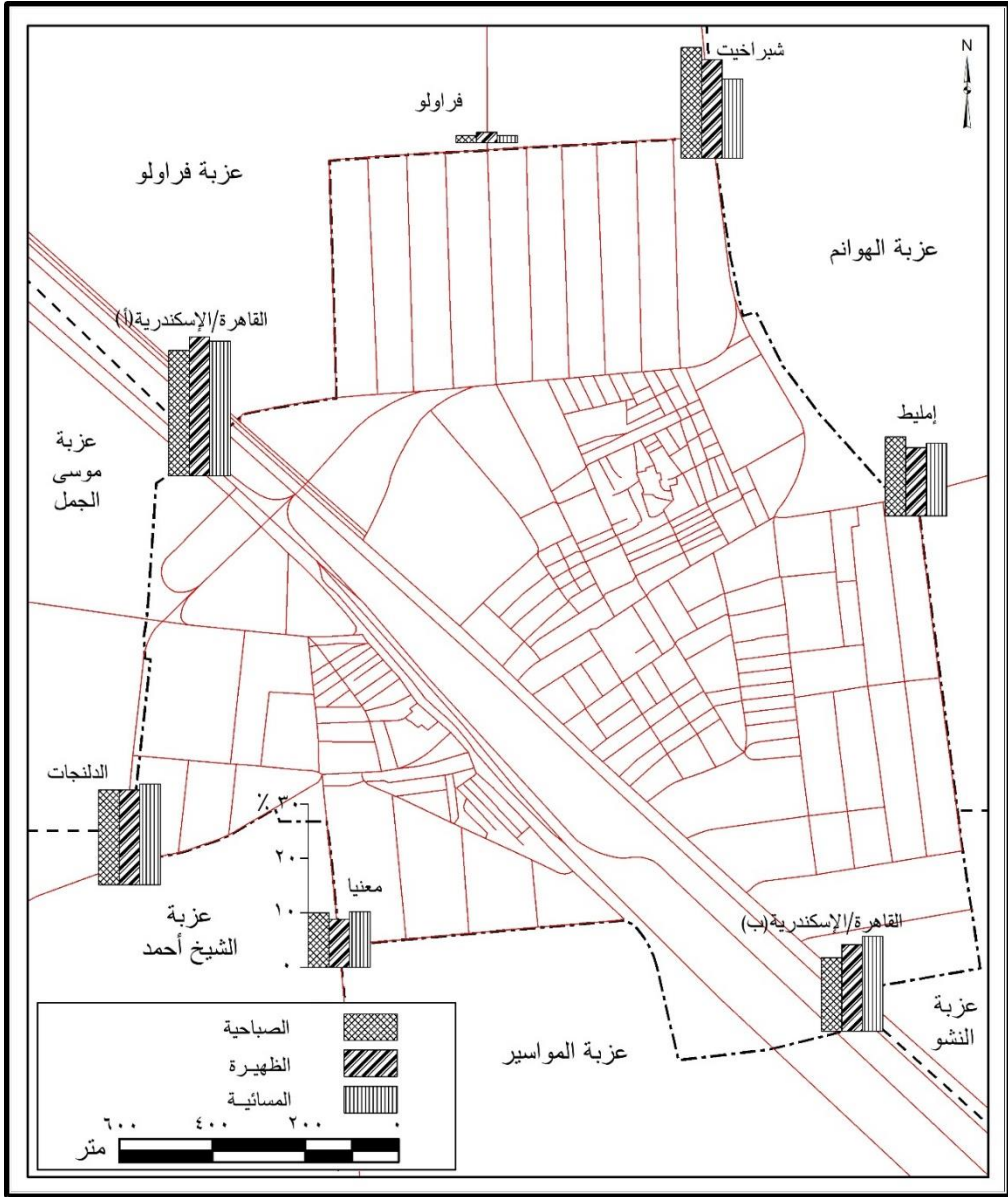 شبراخيت
N
فراولو
عزبة فراولو
عزبة الهوانم
القاهرة/الإسكندرية(أ)
إمليط
عزبة
موسى
الجمل
الدلنجات
٪ ٣٠
٢٠
معنيا
١٠
٠
القاهرة/الإسكندرية(ب)
عزبة
الشيخ أحمد
عزبة
النشو
عزبة المواسير
الصباحية
الظهيرة
المسائية
٦٠٠ ٤٠٠ ٢٠٠ ٠
متر